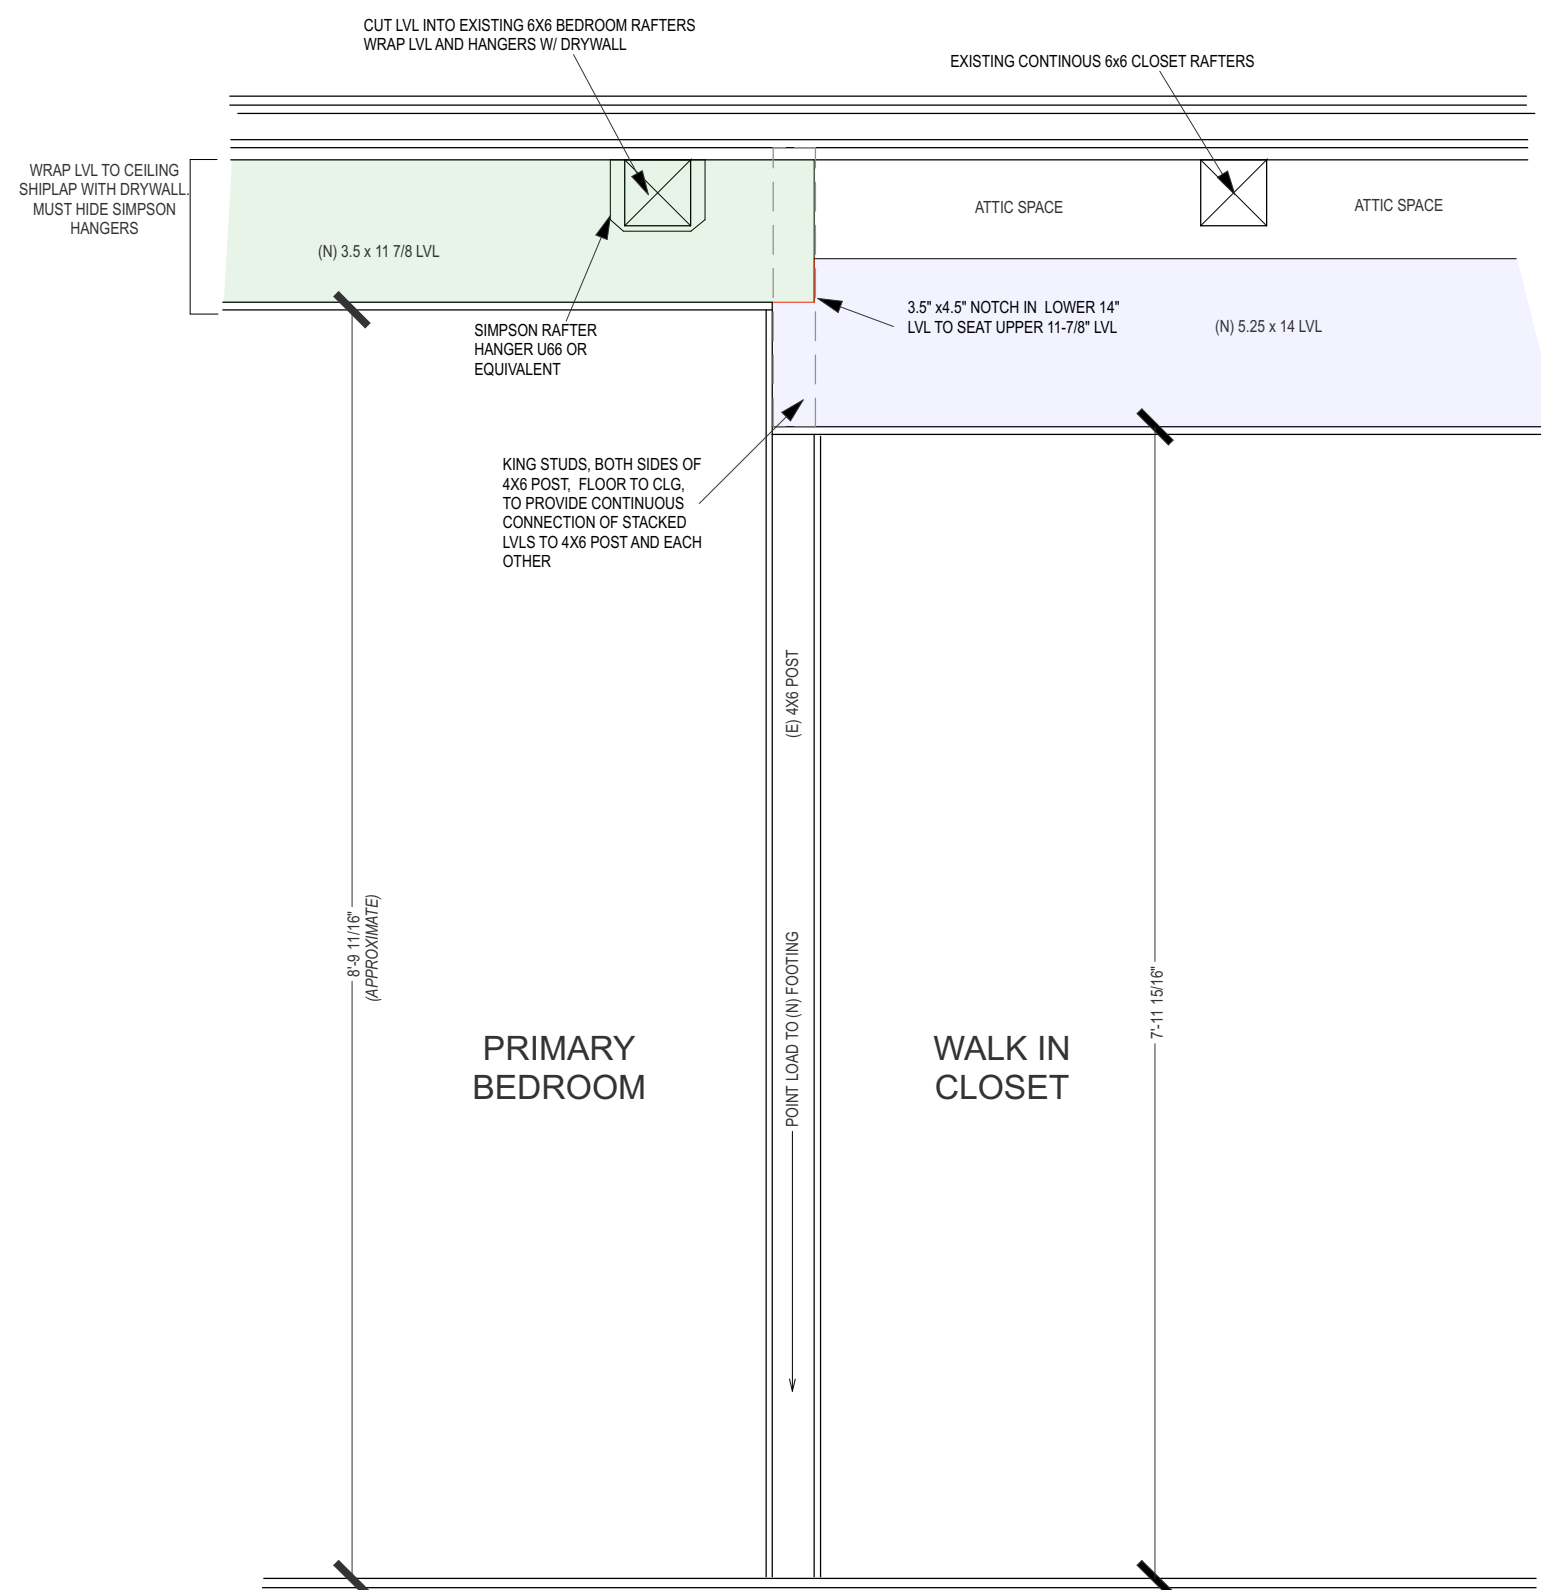 CUT LVL INTO EXISTING 6X6 BEDROOM RAFTERS
WRAP LVL AND HANGERS W/ DRYWALL
EXISTING CONTINOUS 6x6 CLOSET RAFTERS
WRAP LVL TO CEILING
SHIPLAP WITH DRYWALL.
MUST HIDE SIMPSON
HANGERS
ATTIC SPACE
ATTIC SPACE
(N) 3.5 x 11 7/8 LVL
SIMPSON RAFTER
HANGER U66 OR
EQUIVALENT
3.5" x4.5" NOTCH IN LOWER 14"
LVL TO SEAT UPPER 11-7/8" LVL
(N) 5.25 x 14 LVL
KING STUDS, BOTH SIDES OF
4X6 POST, FLOOR TO CLG,
TO PROVIDE CONTINUOUS
CONNECTION OF STACKED
LVLS TO 4X6 POST AND EACH
OTHER
(E) 4X6 POST
8'-9 11/16"
(APPROXIMATE)
POINT LOAD TO (N) FOOTING
7'-11 15/16"
PRIMARY
BEDROOM
WALK IN
CLOSET